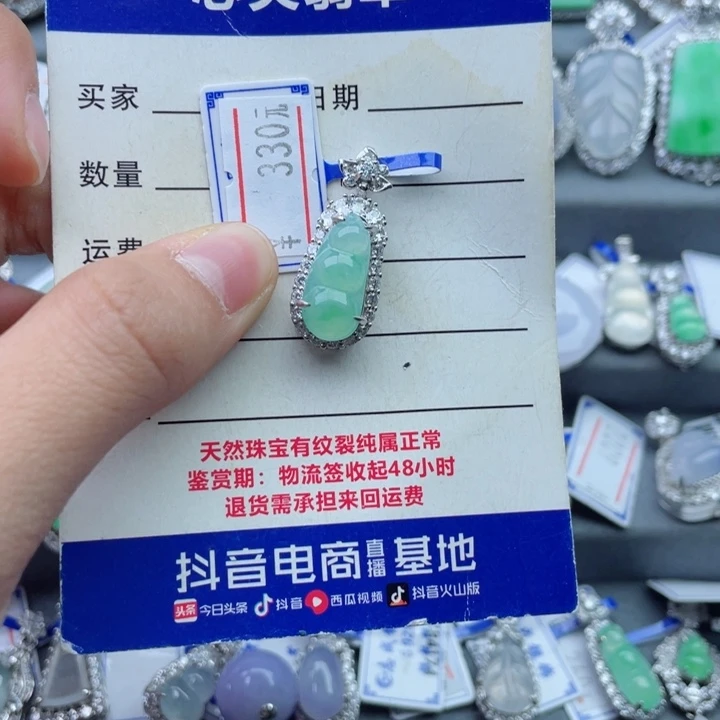 买家
日期
数量
运费
330元
天然珠宝有纹裂纯属正常
鉴赏期：物流签收起48小时
退货需承担来回运费
抖音电商直播基地
头条 今日头条 抖音 西瓜视频 抖音火山版